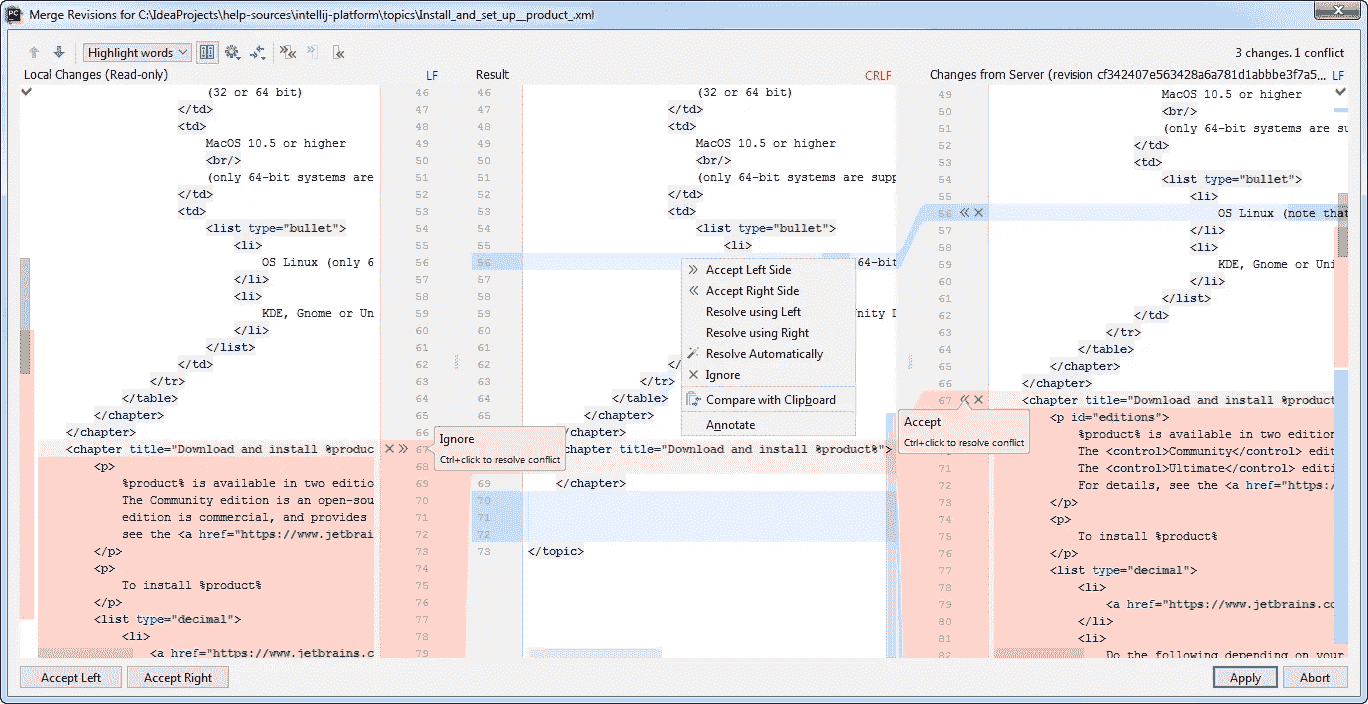 PC Merge Revisions for C:\IdeaProjects\help-sources\intellij-platform\topics\Install_and_set_up__product_.xml
Highlight words
3 changes. 1 conflict
Local Changes (Read-only) LF
(32 or 64 bit) 46
</td> 47
<td> 48
MacOS 10.5 or higher 49
<br/> 50
(only 64-bit systems are 51
</td> 52
<td> 53
<list type="bullet"> 54
<li> 55
OS Linux (only 6 56
</li> 57
<li> 58
KDE, Gnome or Un 59
</li> 60
</list> 61
</td> 62
</tr> 63
</table> 64
</chapter> 65
</chapter> 66
<chapter title="Download and install %produc 67
<p> 68
%product% is available in two editio 69
The Community edition is an open-sou 70
edition is commercial, and provides 71
see the <a href="https://www.jetbrai 72
</p> 73
<p> 74
To install %product% 75
</p> 76
<list type="decimal"> 77
<li> 78
<a href="https://www.jetbrains.c 79
Ignore
Ctrl+click to resolve conflict
Result CRLF
46 (32 or 64 bit)
47 </td>
48 <td>
49 MacOS 10.5 or higher
50 <br/>
51 (only 64-bit systems are supp
52 </td>
53 <td>
54 <list type="bullet">
55 <li>
56 64-bit
57
58
59 nity D
60
61
62 </
63 </tr>
64 </table>
65 </chapter>
66 </chapter>
67 chapter title="Download and install %product%">
68
69 </chapter>
70
71
72
73 </topic>
Accept Left Side
Accept Right Side
Resolve using Left
Resolve using Right
Resolve Automatically
Ignore
Compare with Clipboard
Annotate
Changes from Server (revision cf342407e563428a6a781d1abbbe3f7a5... LF
49 MacOS 10.5 or higher
50 <br/>
51 (only 64-bit systems are su
52 </td>
53 <td>
54 <list type="bullet">
55 <li>
56 OS Linux (note that
57 </li>
58 <li>
59 KDE, Gnome or Uni
60 </li>
61 </list>
62 </td>
63 </tr>
64 </table>
65 </chapter>
66 </chapter>
67 <chapter title="Download and install %product
<p id="editions">
%product% is available in two edition
The <control>Community</control> edit
71 The <control>Ultimate</control> editi
72 For details, see the <a href="https:/
73 </p>
74 <p>
75 To install %product%
76 </p>
77 <list type="decimal">
78 <li>
79 <a href="https://www.jetbrains.co
80 </li>
81 <li>
82 Do the following depending on your
Accept
Ctrl+click to resolve conflict
Accept Left
Accept Right
Apply
Abort